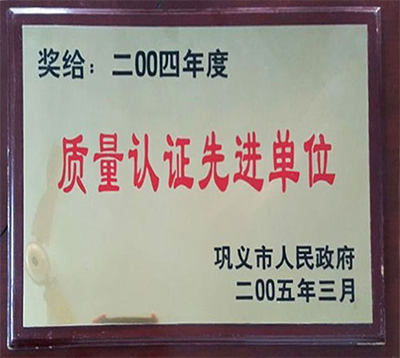 奖给：二00四年度
质量认证先进单位
巩义市人民政府
二00五年三月